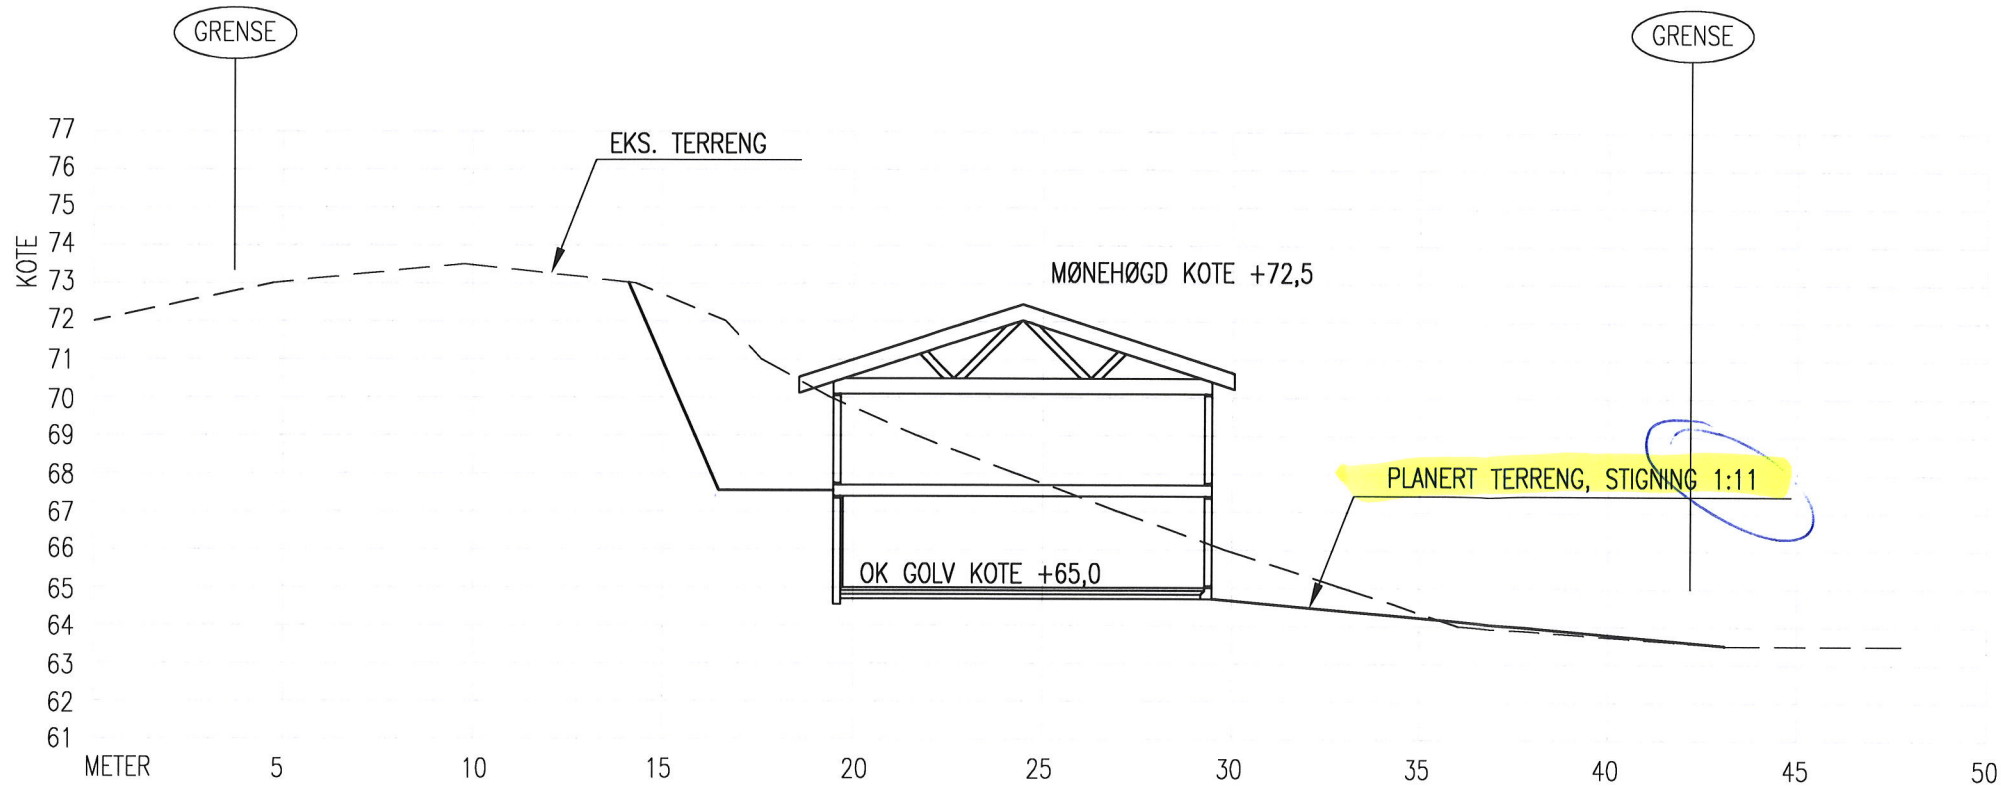 GRENSE
GRENSE
77
76
75
74
73
72
71
70
69
68
67
66
65
64
63
62
61
KOTE
EKS. TERRENG
MØNEHØGD KOTE +72,5
PLANERT TERRENG, STIGNING 1:11
OK GOLV KOTE +65,0
METER 5 10 15 20 25 30 35 40 45 50